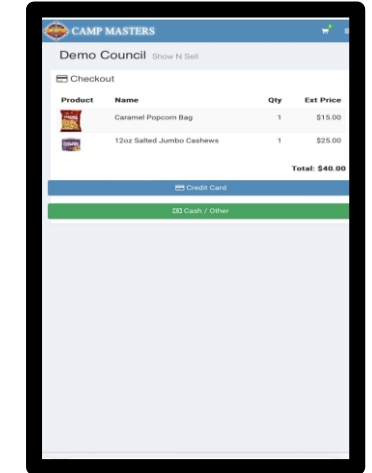 CAMP MASTERS
Demo Council Show N Sell
Checkout
Product Name Qty Ext Price
Caramel Popcorn Bag 1 $15.00
12oz Salted Jumbo Cashews 1 $25.00
Total: $40.00
Credit Card
Cash / Other